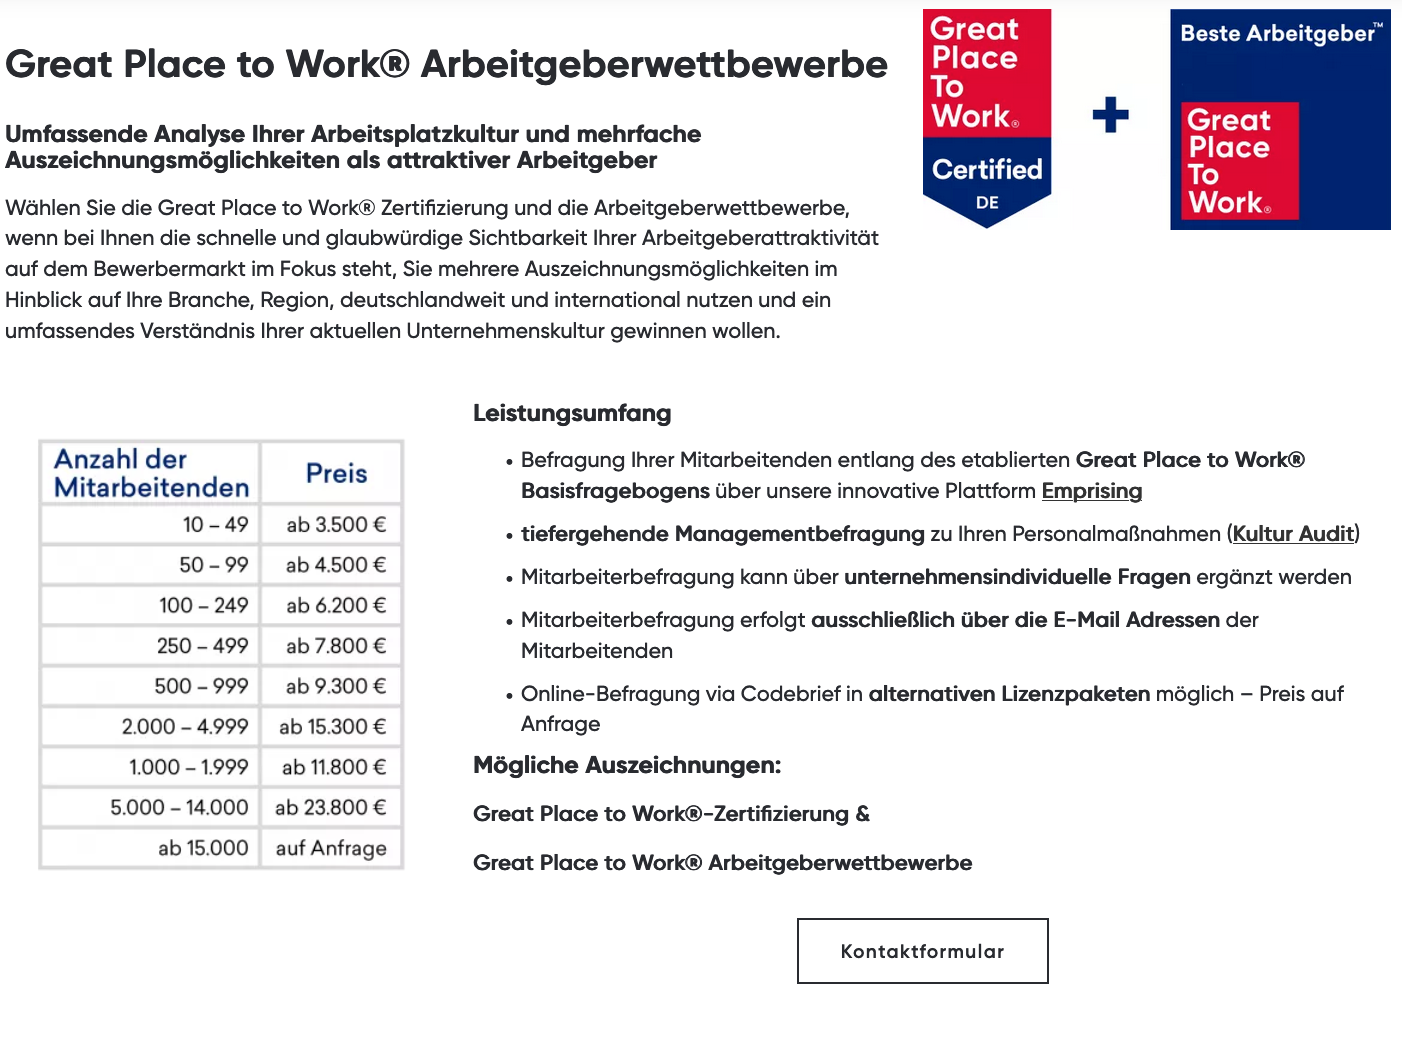 Great Place to Work® Arbeitgeberwettbewerbe
Umfassende Analyse Ihrer Arbeitsplatzkultur und mehrfache
Auszeichnungsmöglichkeiten als attraktiver Arbeitgeber
Wählen Sie die Great Place to Work® Zertifizierung und die Arbeitgeberwettbewerbe,
wenn bei Ihnen die schnelle und glaubwürdige Sichtbarkeit Ihrer Arbeitgeberattraktivität
auf dem Bewerbermarkt im Fokus steht, Sie mehrere Auszeichnungsmöglichkeiten im
Hinblick auf Ihre Branche, Region, deutschlandweit und international nutzen und ein
umfassendes Verständnis Ihrer aktuellen Unternehmenskultur gewinnen wollen.
Great
Place
To
Work®
Certified
DE
+
Beste Arbeitgeber™
Great
Place
To
Work®
Anzahl der
Mitarbeitenden Preis
10 – 49 ab 3.500 €
50 – 99 ab 4.500 €
100 – 249 ab 6.200 €
250 – 499 ab 7.800 €
500 – 999 ab 9.300 €
2.000 – 4.999 ab 15.300 €
1.000 – 1.999 ab 11.800 €
5.000 – 14.000 ab 23.800 €
ab 15.000 auf Anfrage
Leistungsumfang
• Befragung Ihrer Mitarbeitenden entlang des etablierten Great Place to Work®
Basisfragebogens über unsere innovative Plattform Emprising
• tiefergehende Managementbefragung zu Ihren Personalmaßnahmen (Kultur Audit)
• Mitarbeiterbefragung kann über unternehmensindividuelle Fragen ergänzt werden
• Mitarbeiterbefragung erfolgt ausschließlich über die E-Mail Adressen der
Mitarbeitenden
• Online-Befragung via Codebrief in alternativen Lizenzpaketen möglich – Preis auf
Anfrage
Mögliche Auszeichnungen:
Great Place to Work®-Zertifizierung &
Great Place to Work® Arbeitgeberwettbewerbe
Kontaktformular